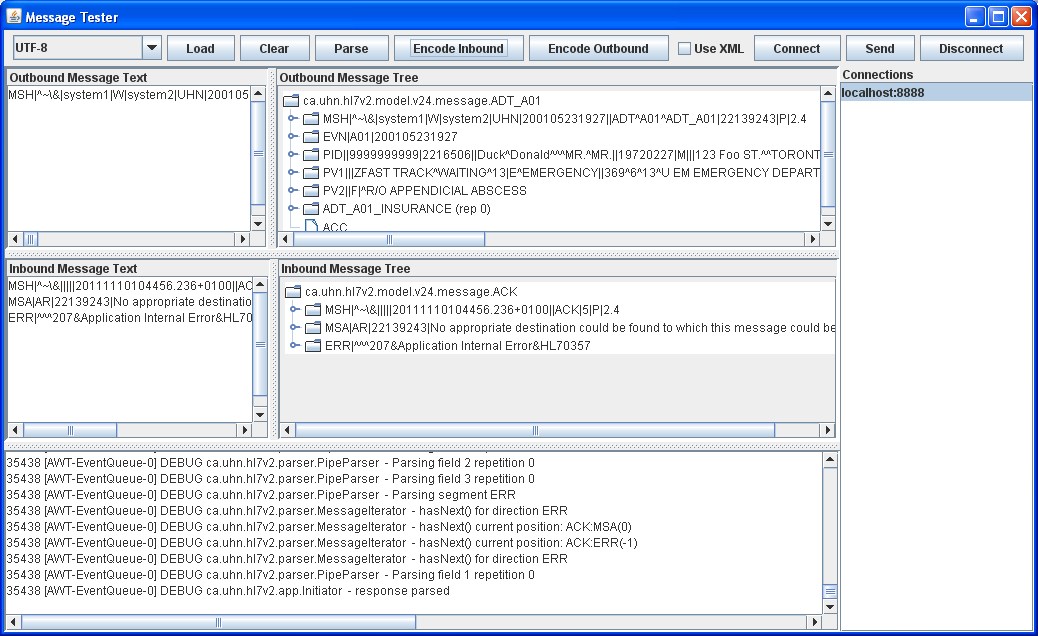 Message Tester
UTF-8 Load Clear Parse Encode Inbound Encode Outbound Use XML Connect Send Disconnect
Outbound Message Text
MSH|^~\&|system1|W|system2|UHN|200105
Outbound Message Tree
ca.uhn.hl7v2.model.v24.message.ADT_A01
MSH|^~\&|system1|W|system2|UHN|200105231927||ADT^A01^ADT_A01|22139243|P|2.4
EVN|A01|200105231927
PID||9999999999|2216506||Duck^Donald^^^MR.^MR.||19720227|M|||123 Foo ST.^^TORONT
PV1|||ZFAST TRACK^WAITING^13|E^EMERGENCY||369^6^13^U EM EMERGENCY DEPART
PV2||F|^R/O APPENDICIAL ABSCESS
ADT_A01_INSURANCE (rep 0)
ACC
Connections
localhost:8888
Inbound Message Text
MSH|^~\&|||||20111110104456.236+0100||AC
MSA|AR|22139243|No appropriate destinatio
ERR|^^^207&Application Internal Error&HL70
Inbound Message Tree
ca.uhn.hl7v2.model.v24.message.ACK
MSH|^~\&|||||20111110104456.236+0100||ACK|5|P|2.4
MSA|AR|22139243|No appropriate destination could be found to which this message could be
ERR|^^^207&Application Internal Error&HL70357
35438 [AWT-EventQueue-0] DEBUG ca.uhn.hl7v2.parser.PipeParser - Parsing field 2 repetition 0
35438 [AWT-EventQueue-0] DEBUG ca.uhn.hl7v2.parser.PipeParser - Parsing field 3 repetition 0
35438 [AWT-EventQueue-0] DEBUG ca.uhn.hl7v2.parser.PipeParser - Parsing segment ERR
35438 [AWT-EventQueue-0] DEBUG ca.uhn.hl7v2.parser.MessageIterator - hasNext() for direction ERR
35438 [AWT-EventQueue-0] DEBUG ca.uhn.hl7v2.parser.MessageIterator - hasNext() current position: ACK:MSA(0)
35438 [AWT-EventQueue-0] DEBUG ca.uhn.hl7v2.parser.MessageIterator - hasNext() current position: ACK:ERR(-1)
35438 [AWT-EventQueue-0] DEBUG ca.uhn.hl7v2.parser.MessageIterator - hasNext() for direction ERR
35438 [AWT-EventQueue-0] DEBUG ca.uhn.hl7v2.parser.PipeParser - Parsing field 1 repetition 0
35438 [AWT-EventQueue-0] DEBUG ca.uhn.hl7v2.app.Initiator - response parsed